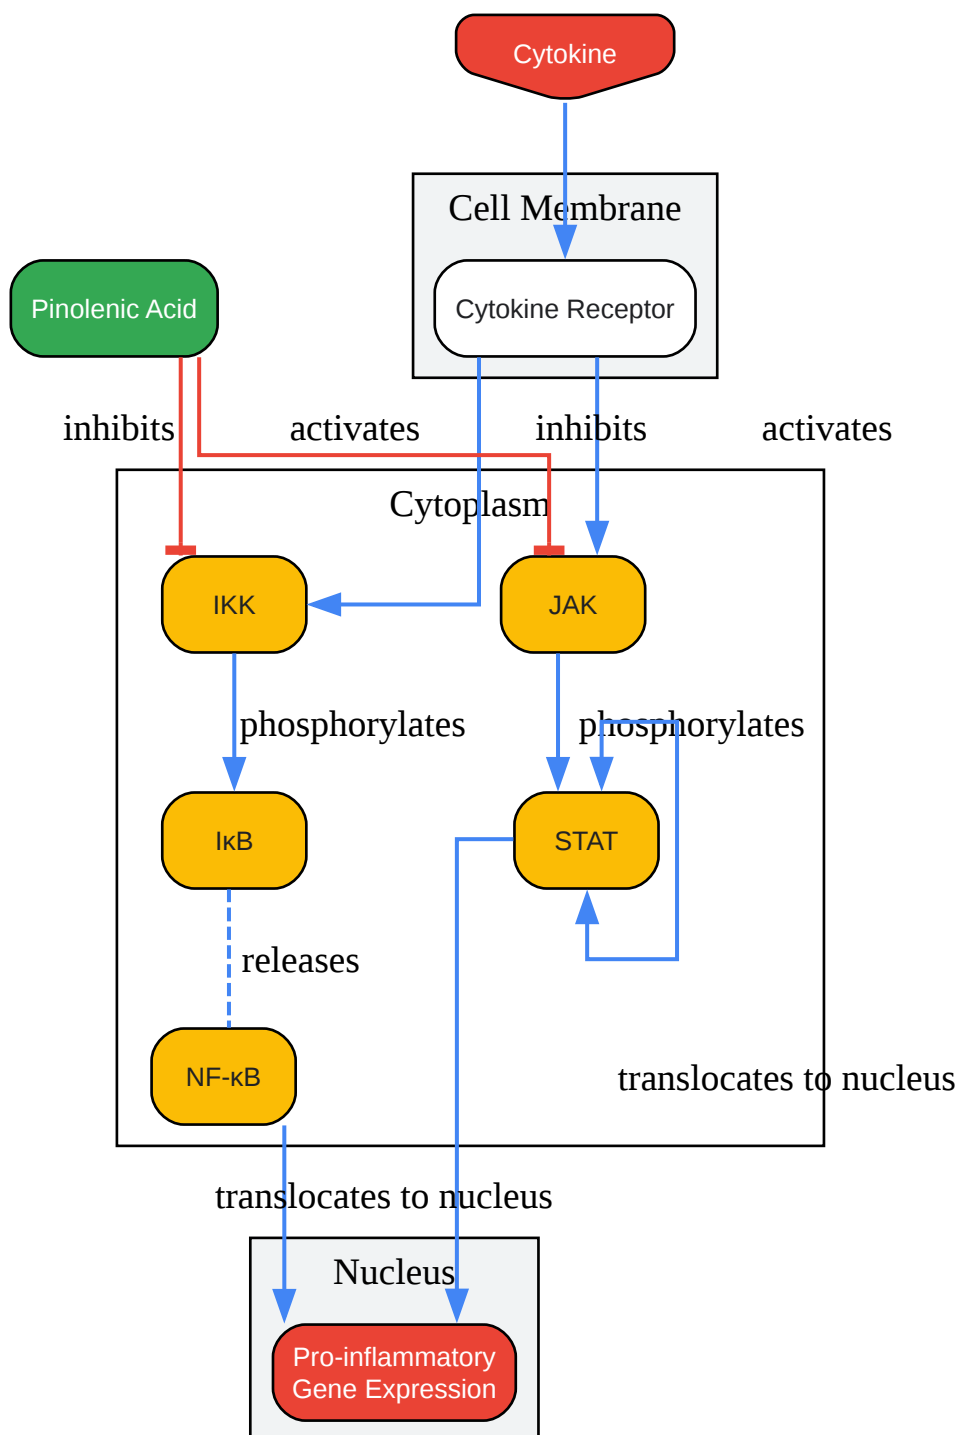 Cytokine
Cell Membrane
Pinolenic Acid
Cytokine Receptor
inhibits
activates
inhibits
activates
Cytoplasm
IKK
JAK
phosphorylates
phosphorylates
IκB
STAT
releases
NF-κB
translocates to nucleus
translocates to nucleus
Nucleus
Pro-inflammatory
Gene Expression